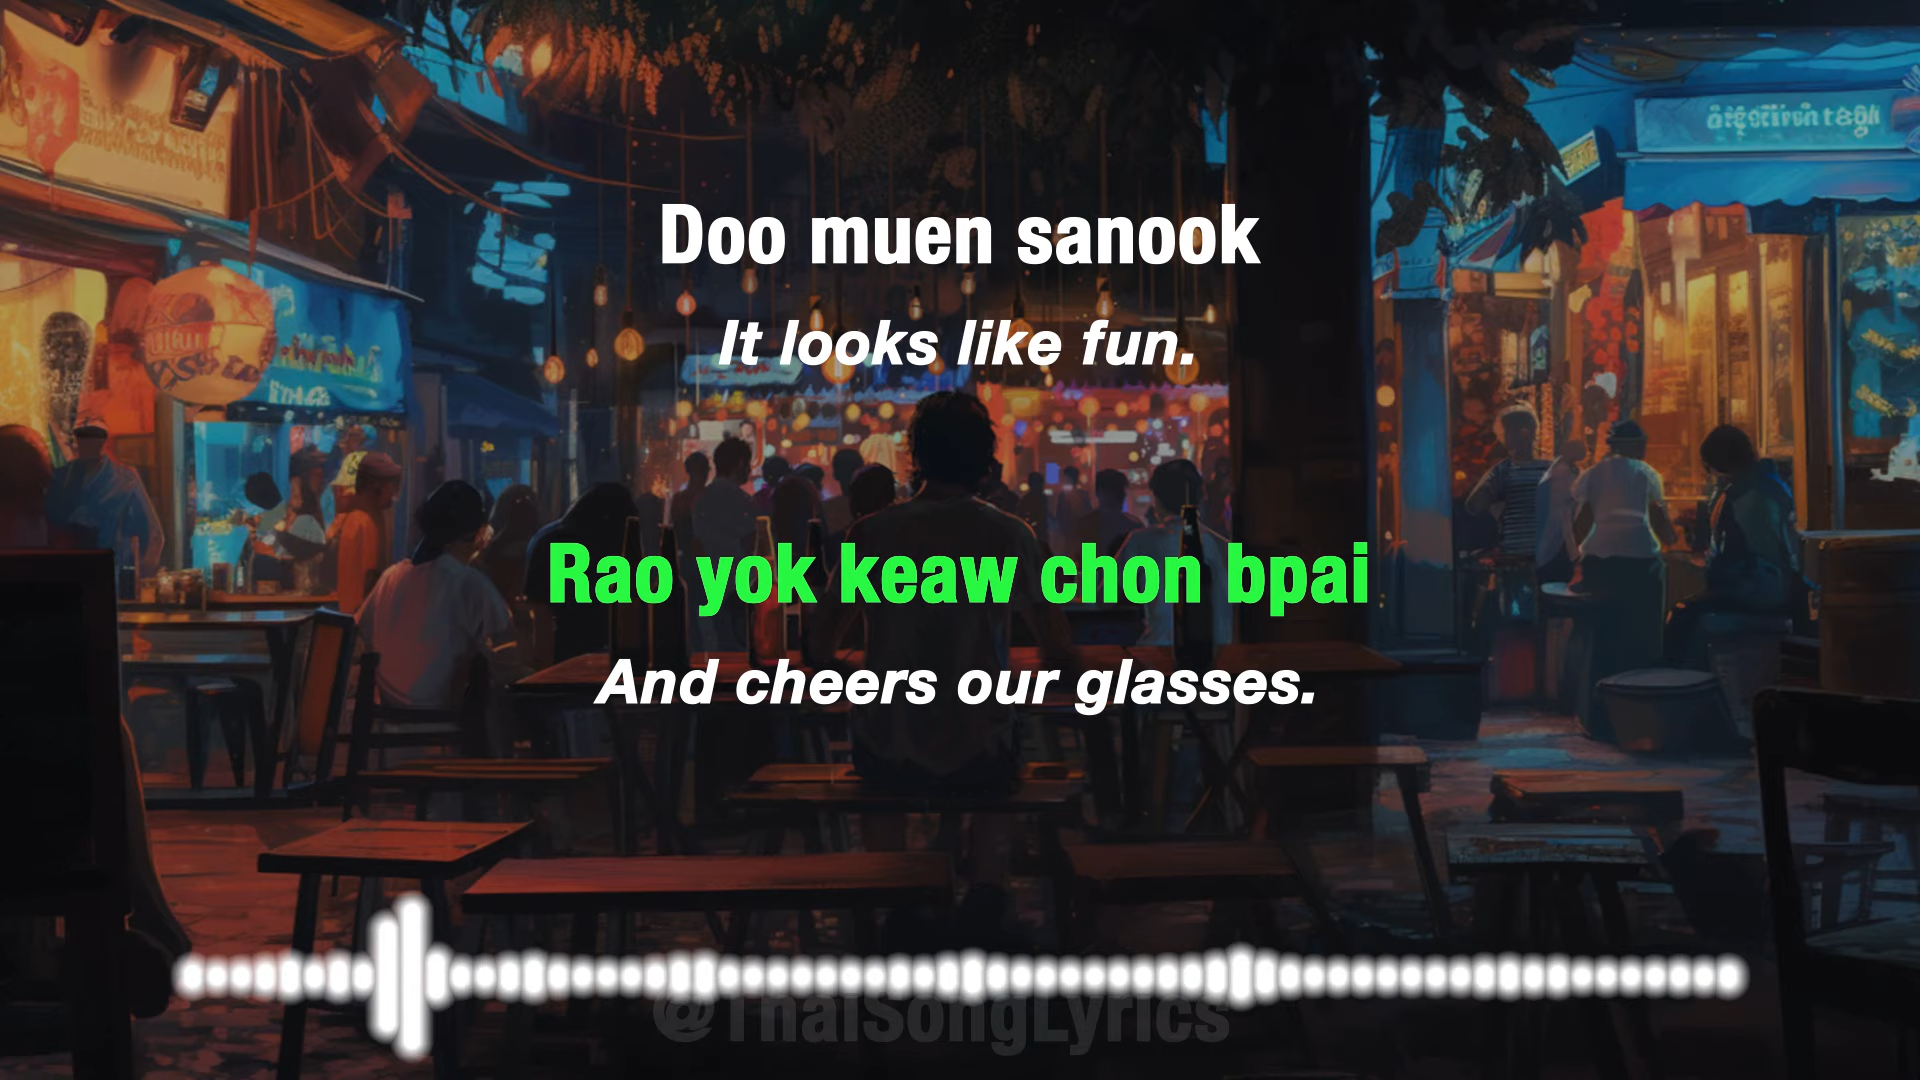 Doo muen sanook
It looks like fun.
Rao yok keaw chon bpai
And cheers our glasses.
@ThaiSongLyrics